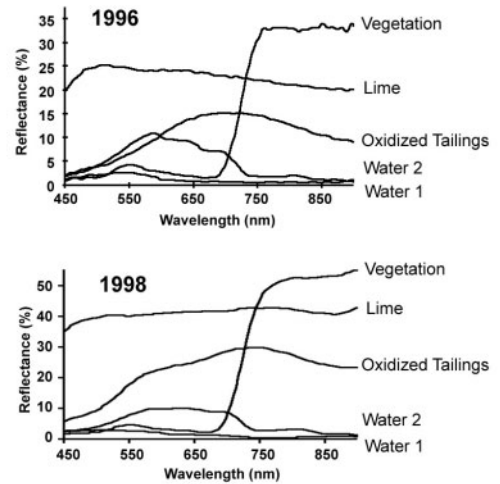 1996
Reflectance (%)
35
30
25
20
15
10
5
2
0
450
550
650
750
850
Wavelength (nm)
Vegetation
Lime
Oxidized Tailings
Water 2
Water 1
1998
Reflectance (%)
50
40
30
20
10
0
450
550
650
750
850
Wavelength (nm)
Vegetation
Lime
Oxidized Tailings
Water 2
Water 1